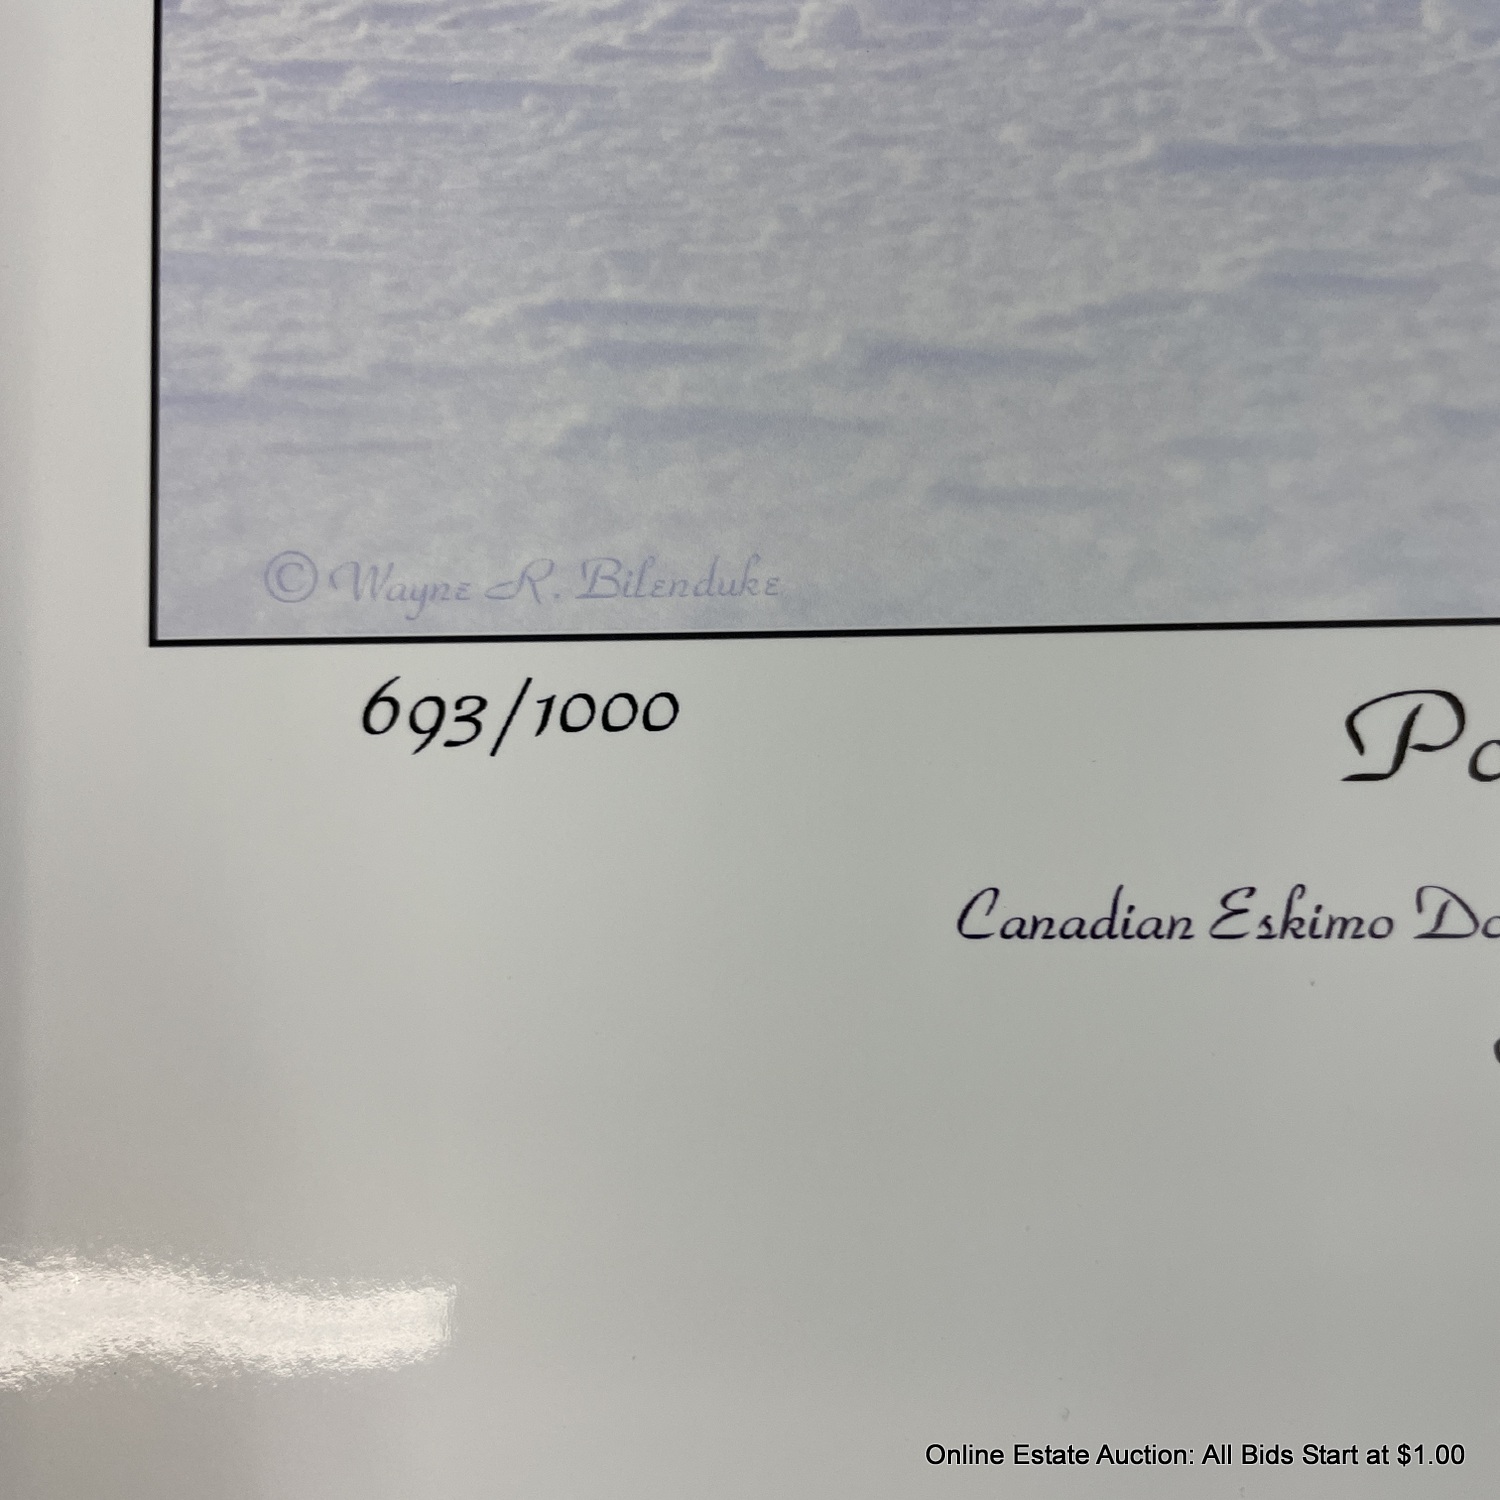 © Wayne R. Bilenduke
693/1000
Canadian Eskimo
Online Estate Auction: All Bids Start at $1.00